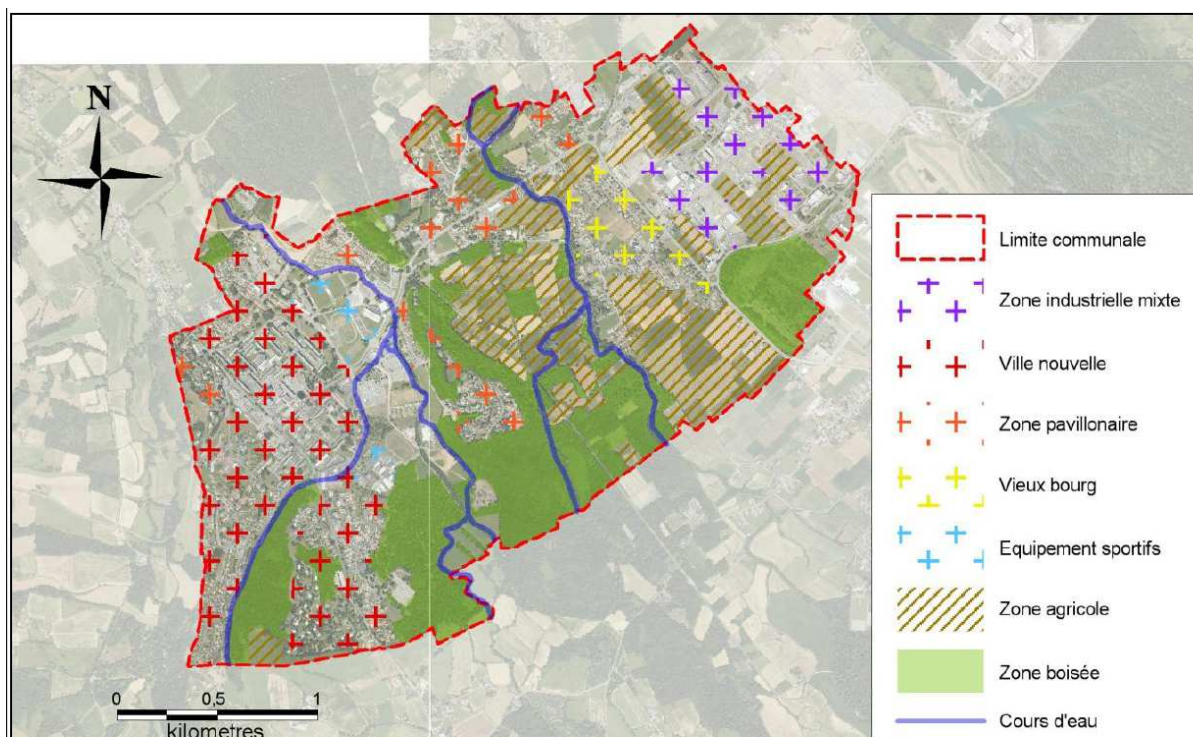 N
Limite communale
Zone industrielle mixte
Ville nouvelle
Zone pavillonaire
Vieux bourg
Equipement sportifs
Zone agricole
Zone boisée
Cours d'eau
0 0,5 1
kilometres